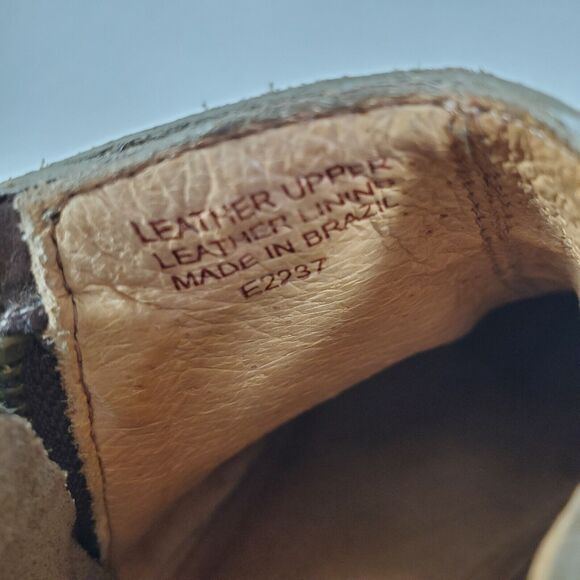 LEATHER UPPER
LEATHER LINING
MADE IN BRAZIL
E2237